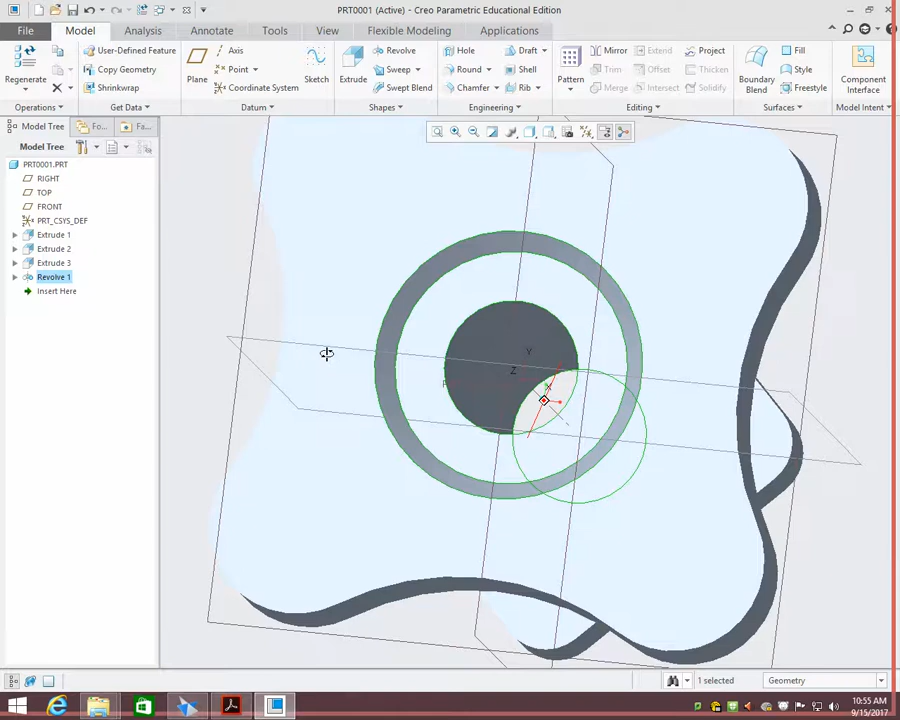 PRT0001 (Active) - Creo Parametric Educational Edition
File Model Analysis Annotate Tools View Flexible Modeling Applications
User-Defined Feature Axis Revolve Hole Draft Mirror Extend Project Fill
Copy Geometry Point Sweep Round Shell Trim Offset Thicken Style
Regenerate Shrinkwrap Plane Coordinate System Sketch Extrude Swept Blend Chamfer Rib Pattern Merge Intersect Solidify Boundary Blend Freestyle Component Interface
Operations Get Data Datum Shapes Engineering Editing Surfaces Model Intent
Model Tree Fo... Fa...
Model Tree
PRT0001.PRT
RIGHT
TOP
FRONT
PRT_CSYS_DEF
Extrude 1
Extrude 2
Extrude 3
Revolve 1
Insert Here
Y
Z
X
1 selected Geometry
10:55 AM
9/15/2017